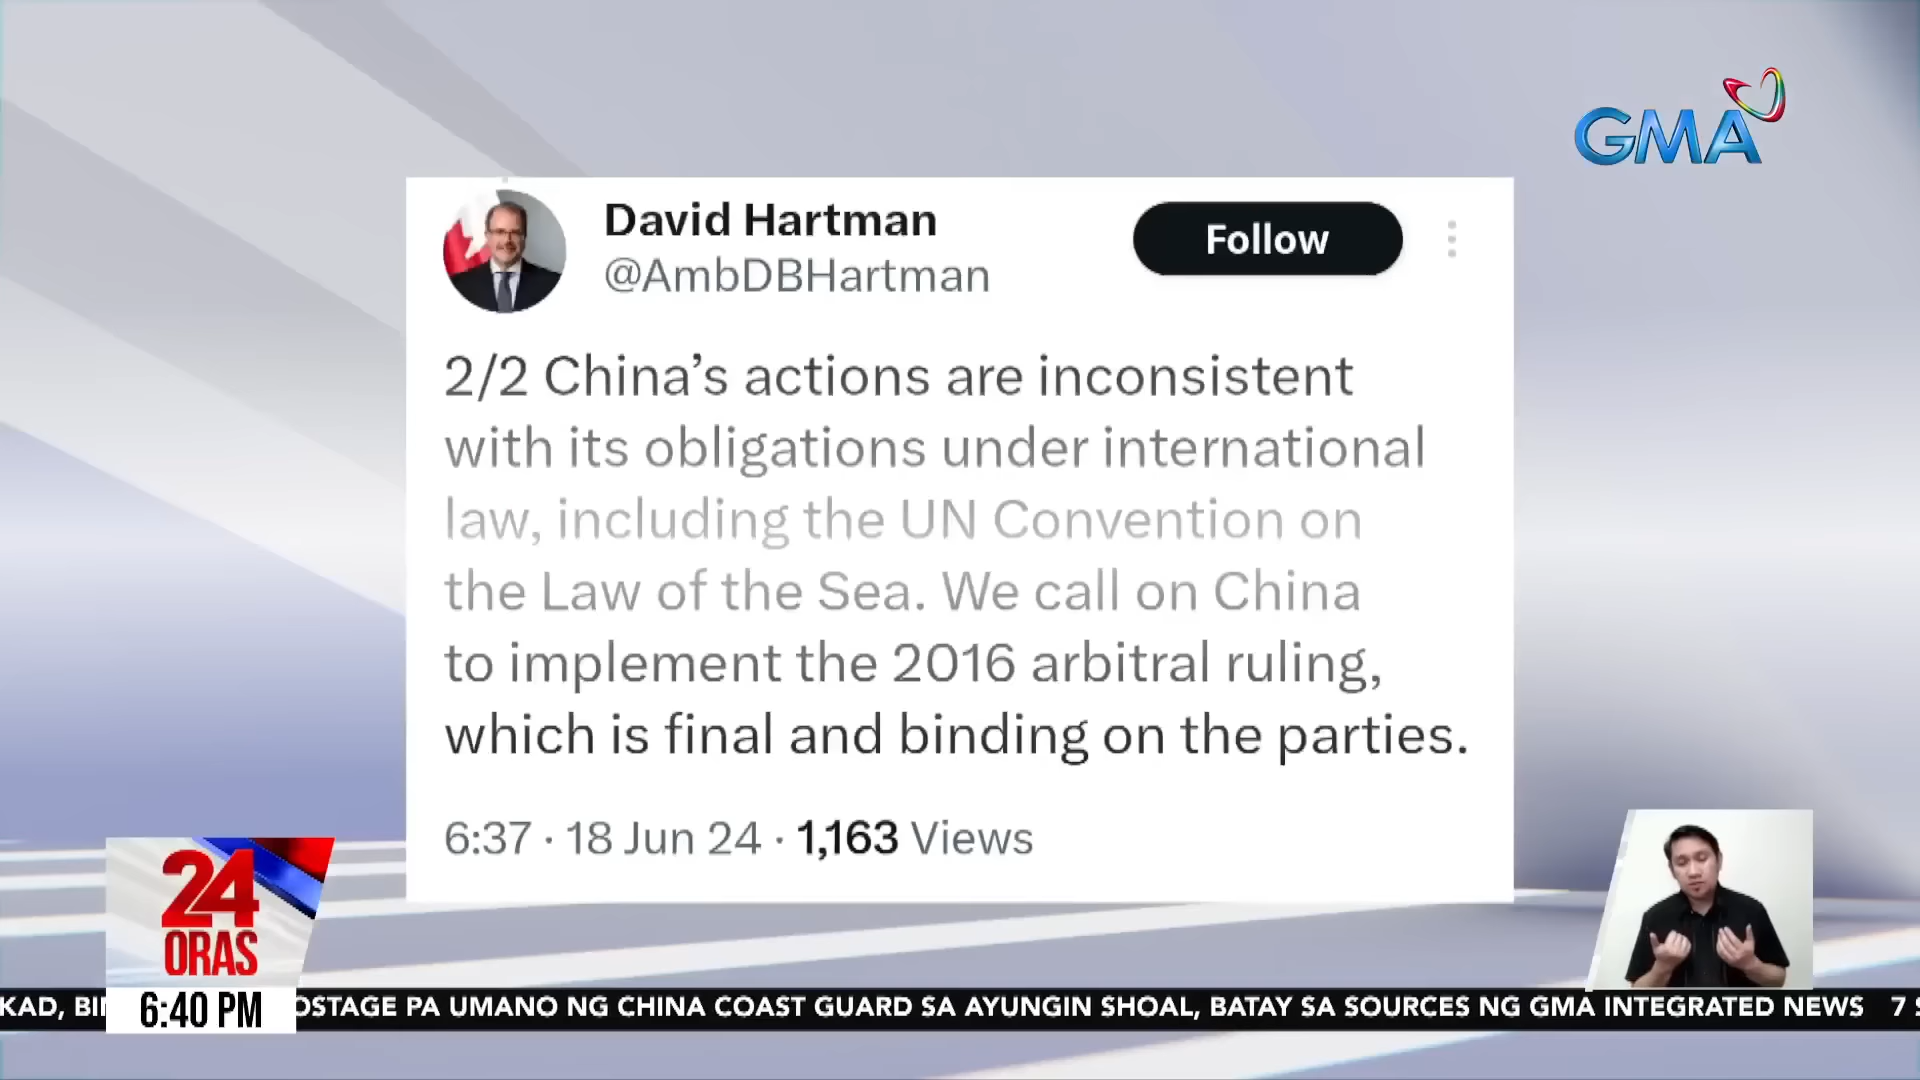 GMA
David Hartman
@AmbDBHartman
Follow
2/2 China’s actions are inconsistent
with its obligations under international
law, including the UN Convention on
the Law of the Sea. We call on China
to implement the 2016 arbitral ruling,
which is final and binding on the parties.
6:37 · 18 Jun 24 · 1,163 Views
24
ORAS
6:40 PM
KAD, BI
OSTAGE PA UMANO NG CHINA COAST GUARD SA AYUNGIN SHOAL, BATAY SA SOURCES NG GMA INTEGRATED NEWS 7